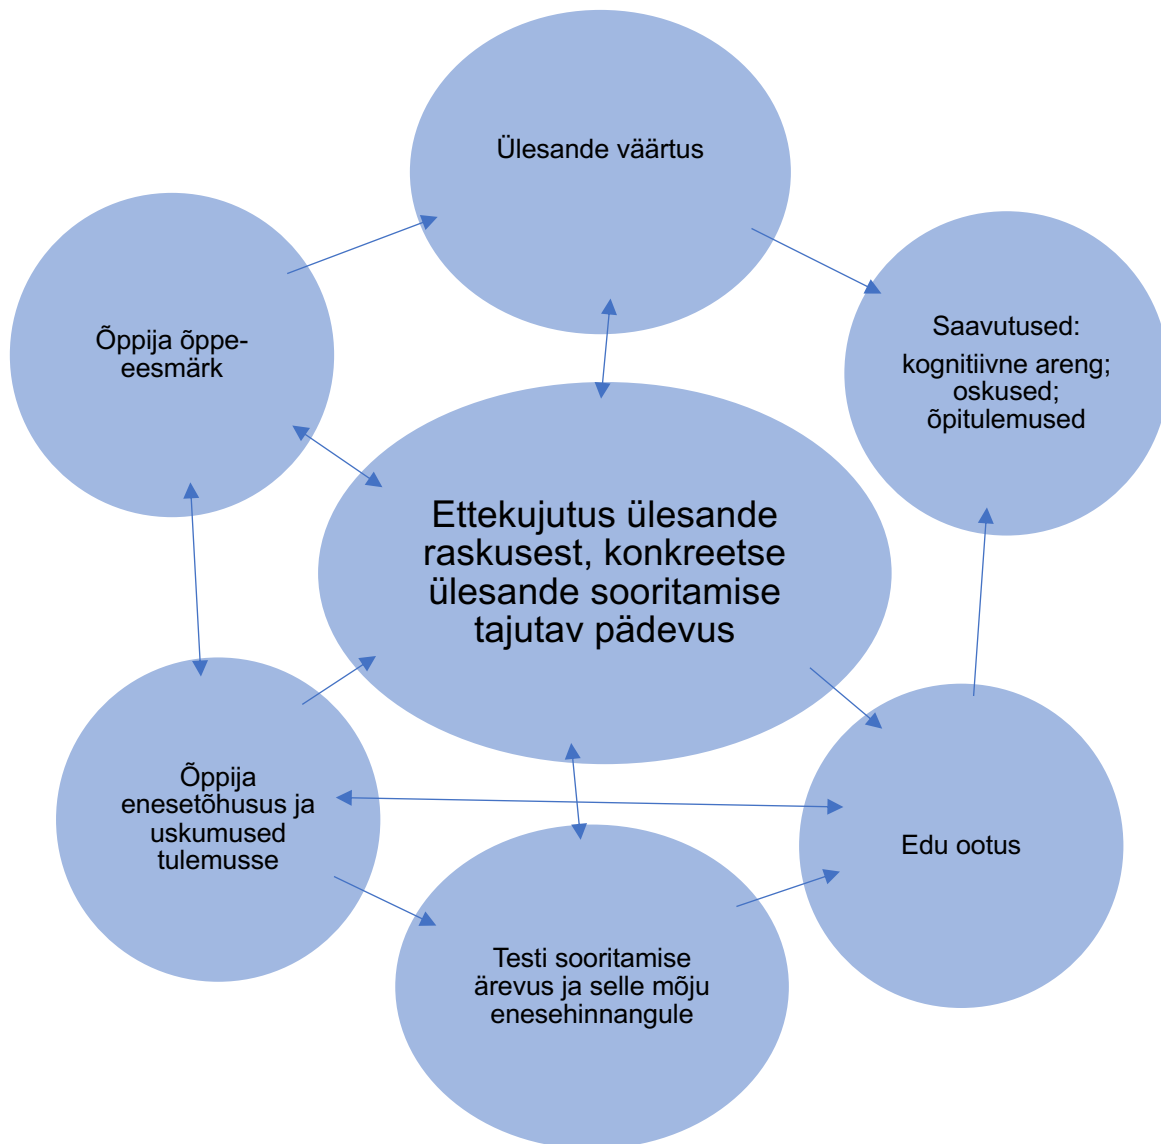 Ülesande väärtus
Õppija õppe-
eesmärk
Saavutused:
kognitiivne areng;
oskused;
õpitulemused
Ettekujutus ülesande
raskusest, konkreetse
ülesande sooritamise
tajutav pädevus
Õppija
enesetõhusus ja
uskumused
tulemusse
Edu ootus
Testi sooritamise
ärevus ja selle mõju
enesehinnangule